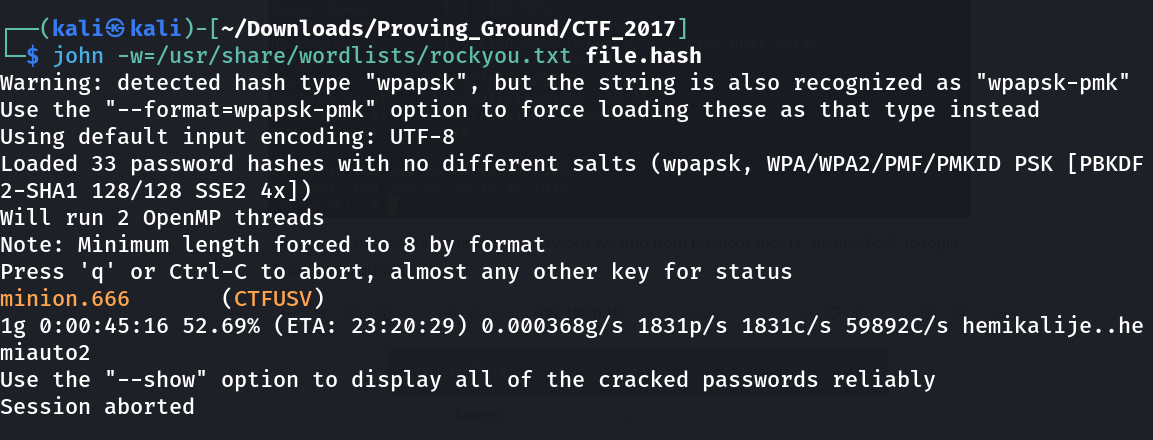 ┌──(kali㉿kali)-[~/Downloads/Proving_Ground/CTF_2017]
└─$ john -w=/usr/share/wordlists/rockyou.txt file.hash
Warning: detected hash type "wpapsk", but the string is also recognized as "wpapsk-pmk"
Use the "--format=wpapsk-pmk" option to force loading these as that type instead
Using default input encoding: UTF-8
Loaded 33 password hashes with no different salts (wpapsk, WPA/WPA2/PMF/PMKID PSK [PBKDF
2-SHA1 128/128 SSE2 4x])
Will run 2 OpenMP threads
Note: Minimum length forced to 8 by format
Press 'q' or Ctrl-C to abort, almost any other key for status
minion.666       (CTFUSV)
1g 0:00:45:16 52.69% (ETA: 23:20:29) 0.000368g/s 1831p/s 1831c/s 59892C/s hemikalije..he
miauto2
Use the "--show" option to display all of the cracked passwords reliably
Session aborted